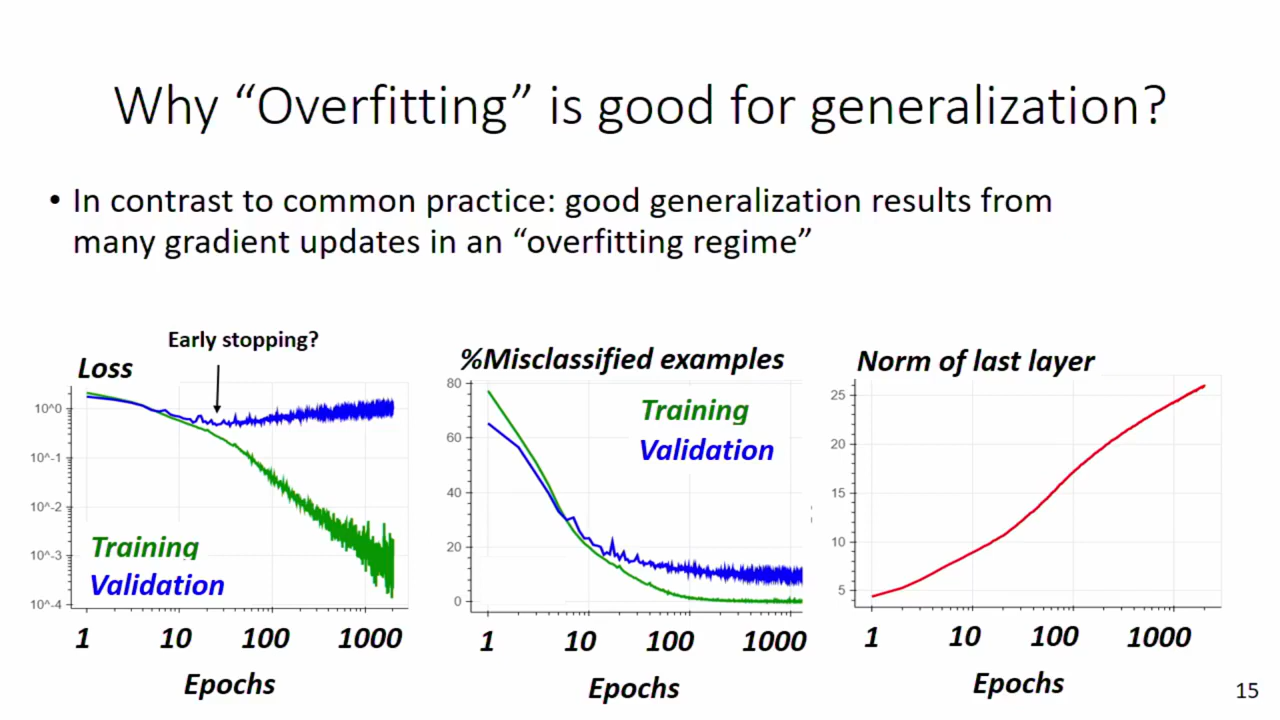 Why “Overfitting” is good for generalization?
• In contrast to common practice: good generalization results from
many gradient updates in an “overfitting regime”
Early stopping?
Loss
10^0
10^-1
10^-2
10^-3
10^-4
Training
Validation
1 10 100 1000
Epochs
%Misclassified examples
80
60
40
20
0
Training
Validation
1 10 100 1000
Epochs
Norm of last layer
25
20
15
10
5
1 10 100 1000
Epochs
15